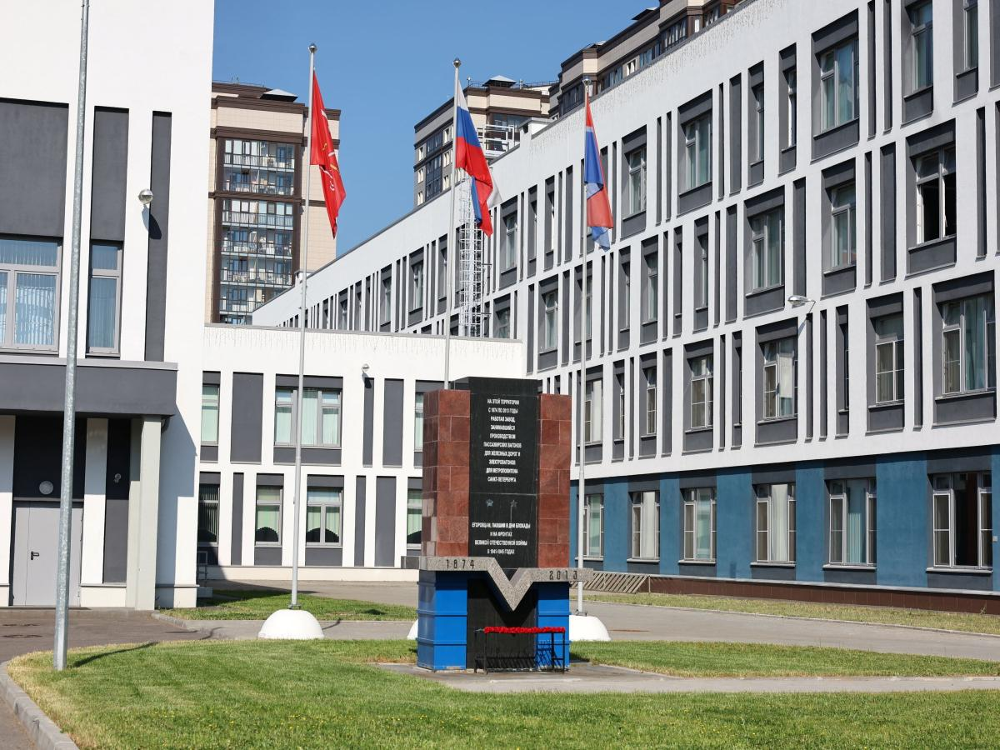 НА ЭТОЙ ТЕРРИТОРИИ
С 1874 ПО 2013 ГОДЫ
РАБОТАЛ ЗАВОД
ЗАНИМАВШИЙСЯ
ПРОИЗВОДСТВОМ
ПАССАЖИРСКИХ ВАГОНОВ
ДЛЯ ЖЕЛЕЗНЫХ ДОРОГ И
ЭЛЕКТРОВАГОНОВ
ДЛЯ МЕТРОПОЛИТЕНА
САНКТ-ПЕТЕРБУРГА
ЕГОРОВЦАМ, ПАВШИМ В ДНИ БЛОКАДЫ
И НА ФРОНТАХ
ВЕЛИКОЙ ОТЕЧЕСТВЕННОЙ ВОЙНЫ
В 1941-1945 ГОДАХ
1874 2013